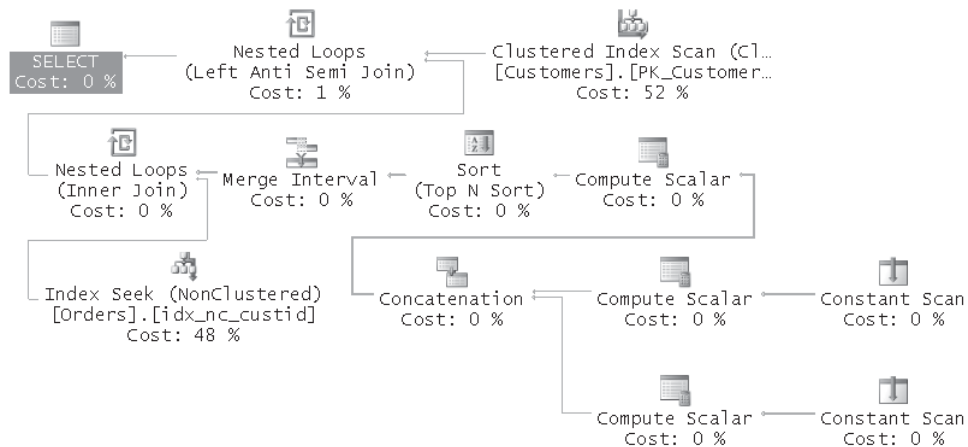 SELECT
Cost: 0 %
Nested Loops
(Left Anti Semi Join)
Cost: 1 %
Clustered Index Scan (Cl…
[Customers].[PK_Customer…
Cost: 52 %
Nested Loops
(Inner Join)
Cost: 0 %
Merge Interval
Cost: 0 %
Sort
(Top N Sort)
Cost: 0 %
Compute Scalar
Cost: 0 %
Index Seek (NonClustered)
[Orders].[idx_nc_custid]
Cost: 48 %
Concatenation
Cost: 0 %
Compute Scalar
Cost: 0 %
Constant Scan
Cost: 0 %
Compute Scalar
Cost: 0 %
Constant Scan
Cost: 0 %